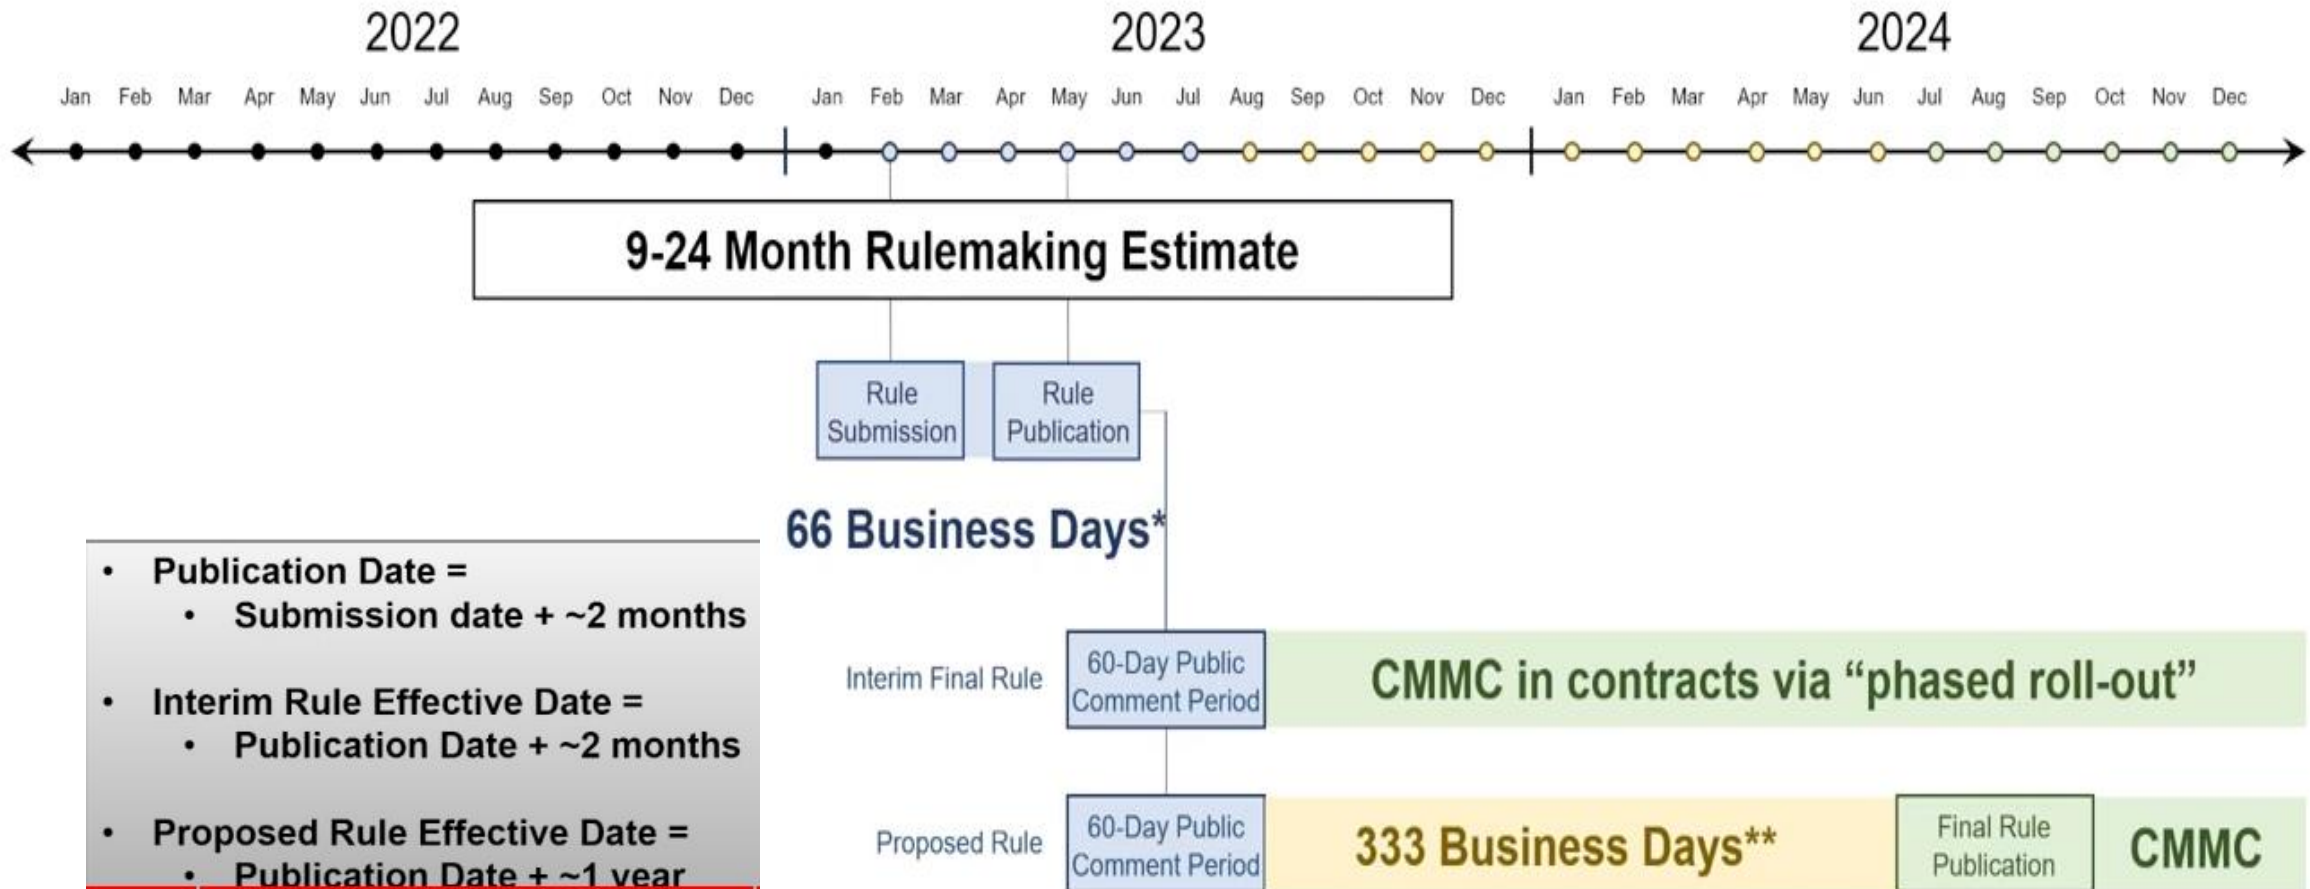 2022 2023 2024
Jan Feb Mar Apr May Jun Jul Aug Sep Oct Nov Dec Jan Feb Mar Apr May Jun Jul Aug Sep Oct Nov Dec Jan Feb Mar Apr May Jun Jul Aug Sep Oct Nov Dec
9-24 Month Rulemaking Estimate
Rule
Submission
Rule
Publication
66 Business Days*
• Publication Date =
• Submission date + ~2 months
• Interim Rule Effective Date =
• Publication Date + ~2 months
• Proposed Rule Effective Date =
• Publication Date + ~1 year
Interim Final Rule
60-Day Public
Comment Period
CMMC in contracts via “phased roll-out”
Proposed Rule
60-Day Public
Comment Period
333 Business Days**
Final Rule
Publication
CMMC